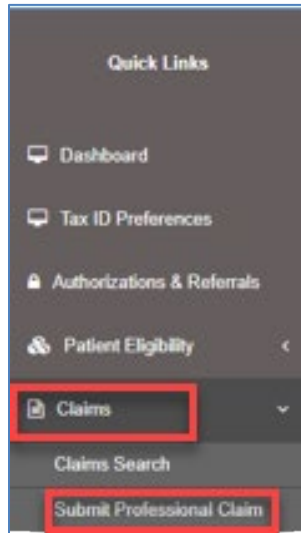 Quick Links
Dashboard
Tax ID Preferences
Authorizations & Referrals
Patient Eligibility
Claims
Claims Search
Submit Professional Claim